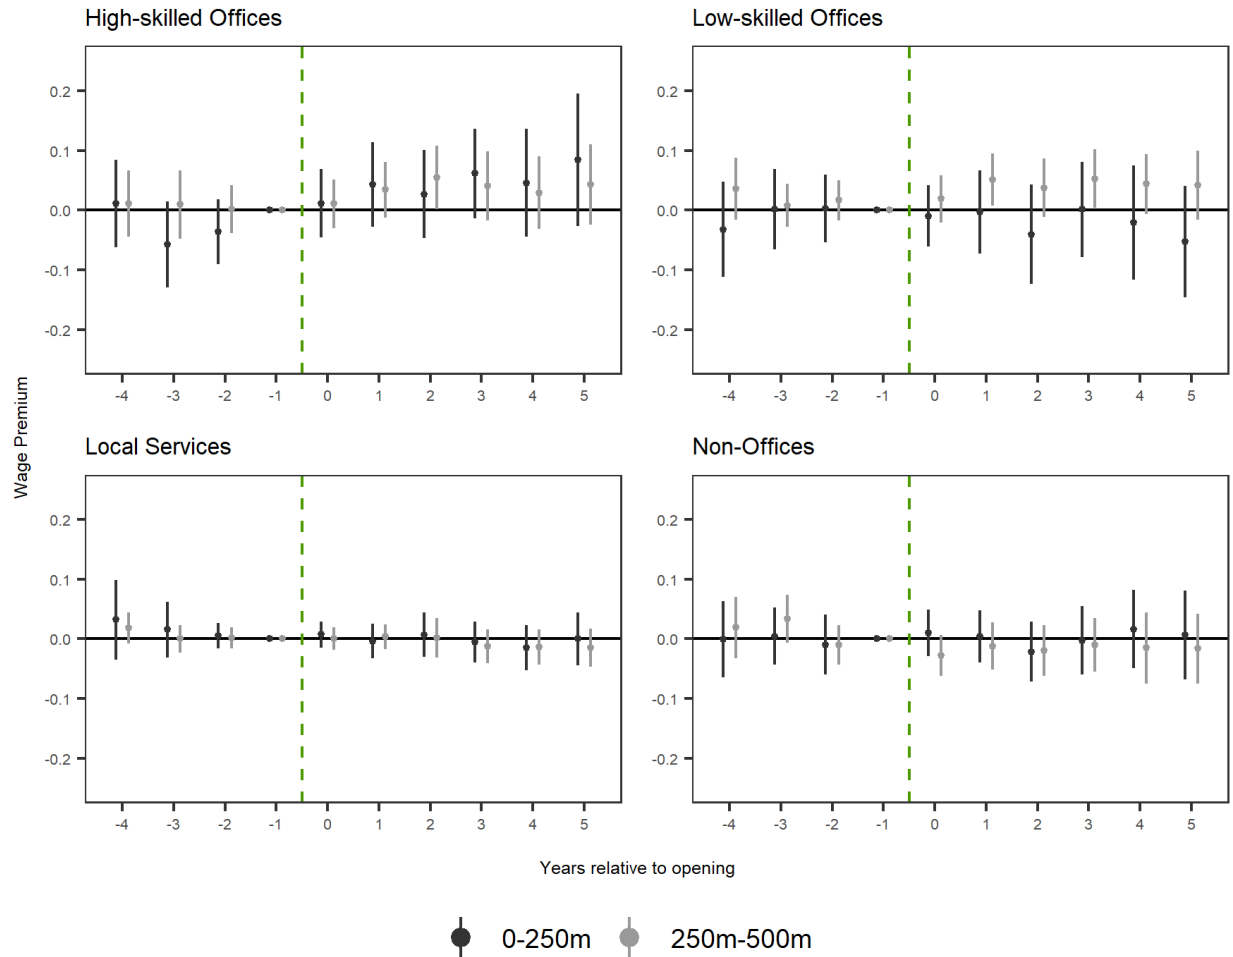 High-skilled Offices
Low-skilled Offices
0.2
0.1
0.0
-0.1
-0.2
-4 -3 -2 -1 0 1 2 3 4 5
0.2
0.1
0.0
-0.1
-0.2
-4 -3 -2 -1 0 1 2 3 4 5
Wage Premium
Local Services
Non-Offices
0.2
0.1
0.0
-0.1
-0.2
-4 -3 -2 -1 0 1 2 3 4 5
0.2
0.1
0.0
-0.1
-0.2
-4 -3 -2 -1 0 1 2 3 4 5
Years relative to opening
0-250m 250m-500m